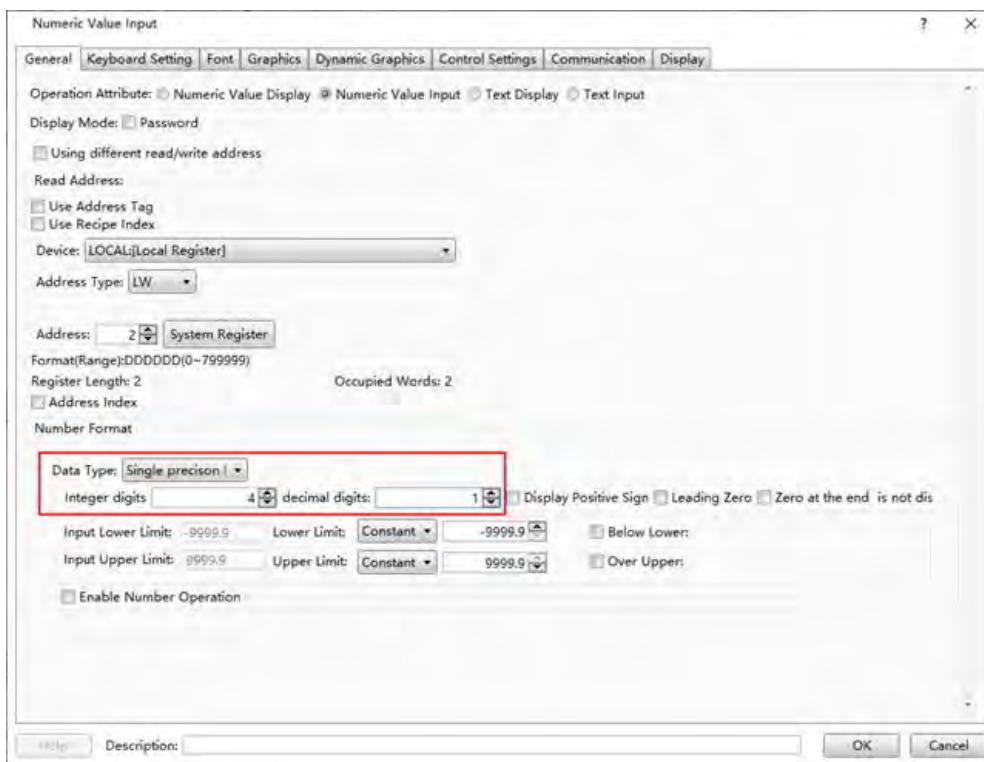 Numeric Value Input ? X
General Keyboard Setting Font Graphics Dynamic Graphics Control Settings Communication Display
Operation Attribute: Numeric Value Display Numeric Value Input Text Display Text Input
Display Mode: Password
Using different read/write address
Read Address:
Use Address Tag
Use Recipe Index
Device: LOCAL:[Local Register]
Address Type: LW
Address: 2 System Register
Format(Range):DDDDDD(0~799999)
Register Length: 2 Occupied Words: 2
Address Index
Number Format
Data Type: Single precison
Integer digits 4 decimal digits: 1 Display Positive Sign Leading Zero Zero at the end is not dis
Input Lower Limit: -9999.9 Lower Limit: Constant -9999.9 Below Lower:
Input Upper Limit: 9999.9 Upper Limit: Constant 9999.9 Over Upper:
Enable Number Operation
Help Description: OK Cancel